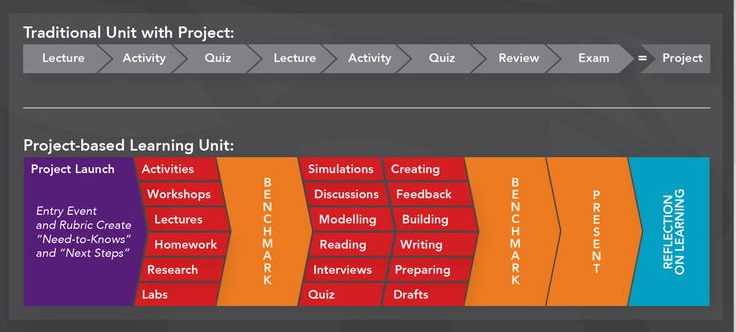 Traditional Unit with Project:
Lecture Activity Quiz Lecture Activity Quiz Review Exam = Project
Project-based Learning Unit:
Project Launch
Entry Event
and Rubric Create
“Need-to-Knows”
and “Next Steps”
Activities
Workshops
Lectures
Homework
Research
Labs
BENCHMARK
Simulations
Discussions
Modelling
Reading
Interviews
Quiz
Creating
Feedback
Building
Writing
Preparing
Drafts
BENCHMARK
PRESENT
REFLECTION
ON LEARNING